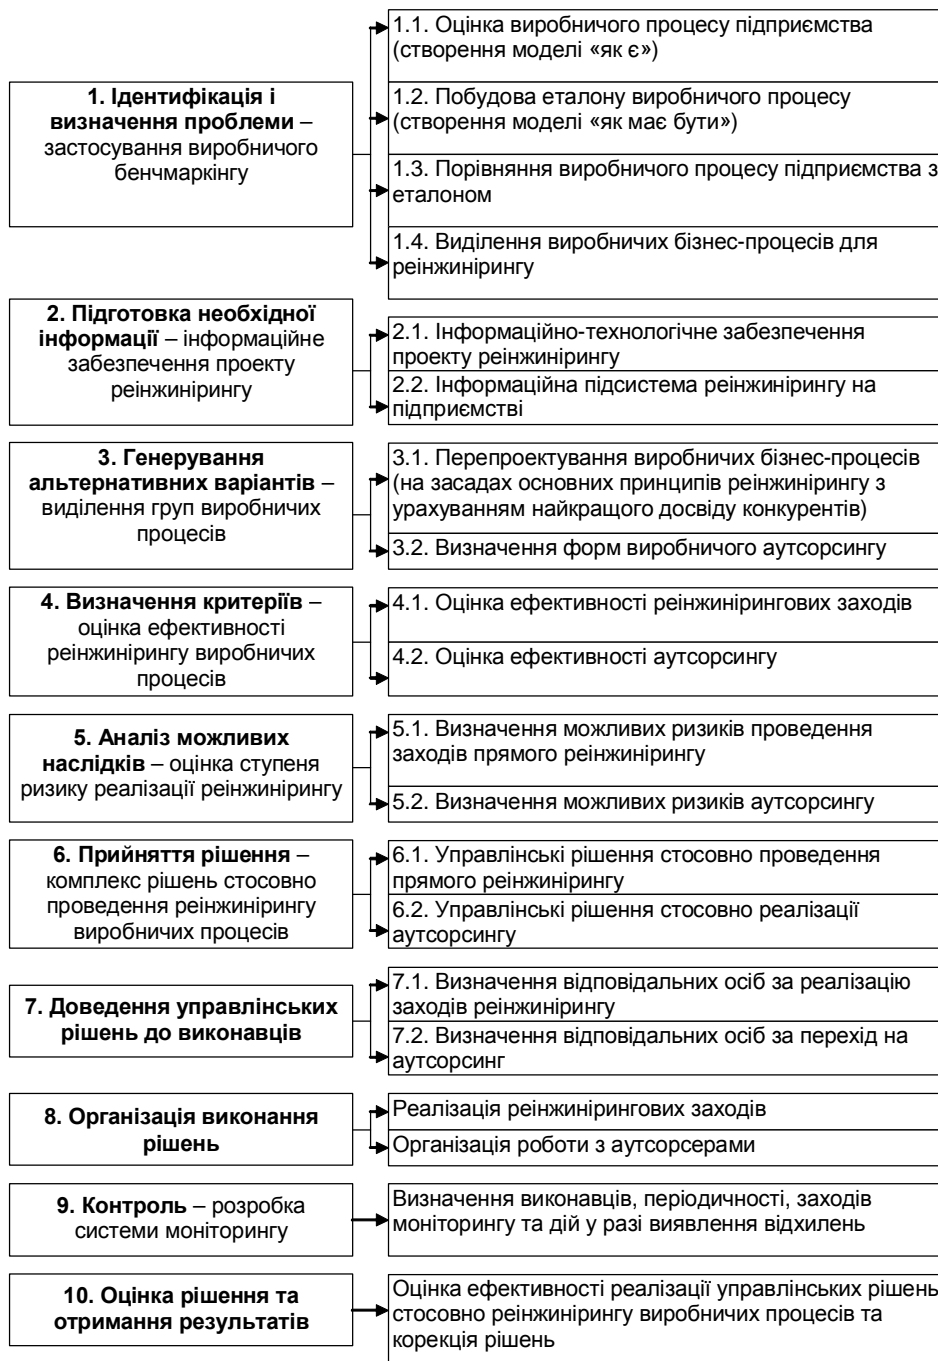 1. Ідентифікація і
визначення проблеми –
застосування виробничого
бенчмаркінгу
1.1. Оцінка виробничого процесу підприємства
(створення моделі «як є»)
1.2. Побудова еталону виробничого процесу
(створення моделі «як має бути»)
1.3. Порівняння виробничого процесу підприємства з
еталоном
1.4. Виділення виробничих бізнес-процесів для
реінжинірингу
2. Підготовка необхідної
інформації – інформаційне
забезпечення проекту
реінжинірингу
2.1. Інформаційно-технологічне забезпечення
проекту реінжинірингу
2.2. Інформаційна підсистема реінжинірингу на
підприємстві
3. Генерування
альтернативних варіантів –
виділення груп виробничих
процесів
3.1. Перепроектування виробничих бізнес-процесів
(на засадах основних принципів реінжинірингу з
урахуванням найкращого досвіду конкурентів)
3.2. Визначення форм виробничого аутсорсингу
4. Визначення критеріїв –
оцінка ефективності
реінжинірингу виробничих
процесів
4.1. Оцінка ефективності реінжинірингових заходів
4.2. Оцінка ефективності аутсорсингу
5. Аналіз можливих
наслідків – оцінка ступеня
ризику реалізації реінжинірингу
5.1. Визначення можливих ризиків проведення
заходів прямого реінжинірингу
5.2. Визначення можливих ризиків аутсорсингу
6. Прийняття рішення –
комплекс рішень стосовно
проведення реінжинірингу
виробничих процесів
6.1. Управлінські рішення стосовно проведення
прямого реінжинірингу
6.2. Управлінські рішення стосовно реалізації
аутсорсингу
7. Доведення управлінських
рішень до виконавців
7.1. Визначення відповідальних осіб за реалізацію
заходів реінжинірингу
7.2. Визначення відповідальних осіб за перехід на
аутсорсинг
8. Організація виконання
рішень
Реалізація реінжинірингових заходів
Організація роботи з аутсорсерами
9. Контроль – розробка
системи моніторингу
Визначення виконавців, періодичності, заходів
моніторингу та дій у разі виявлення відхилень
10. Оцінка рішення та
отримання результатів
Оцінка ефективності реалізації управлінських рішень
стосовно реінжинірингу виробничих процесів та
корекція рішень